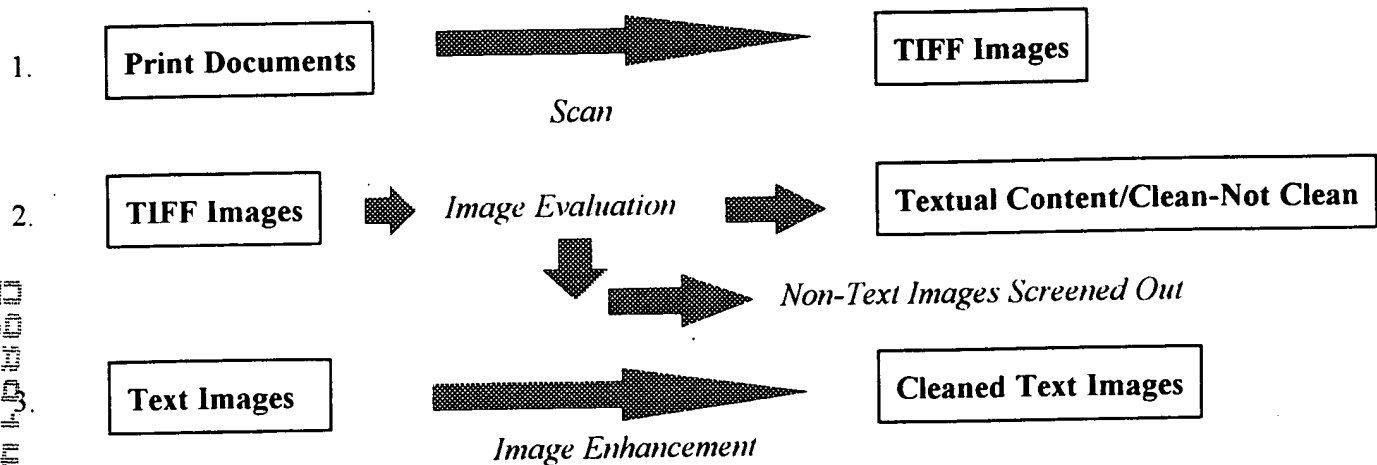 1. Print Documents TIFF Images
Scan
2. TIFF Images Image Evaluation Textual Content/Clean-Not Clean
Non-Text Images Screened Out
3. Text Images Cleaned Text Images
Image Enhancement